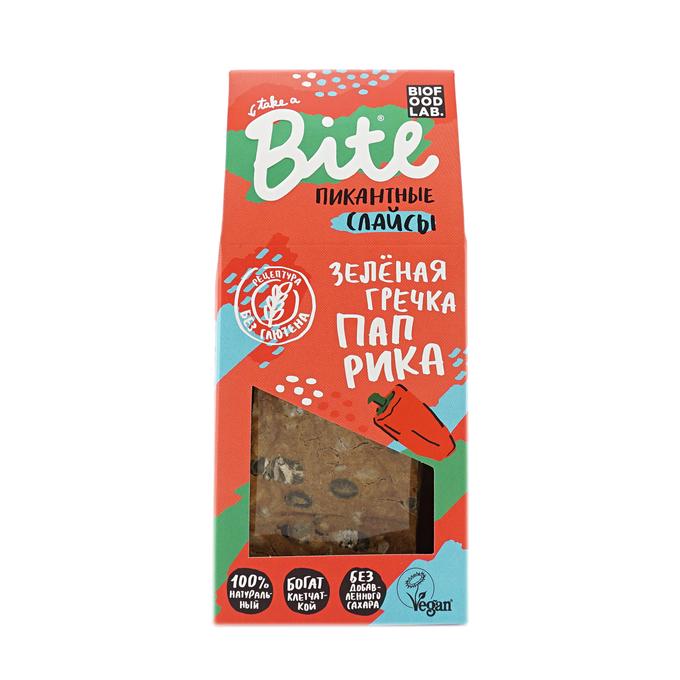 take a
Bite®
BIOF
OOD
LAB.
ПИКАНТНЫЕ
СЛАЙСЫ
РЕЦЕПТУРА
БЕЗ ГЛЮТЕНА
ЗЕЛЁНАЯ
ГРЕЧКА
ПАП
РИКА
100%
НАТУРАЛЬ-
НЫЙ
БОГАТ
КЛЕТЧАТ-
КОЙ
БЕЗ
ДОБАВ-
ЛЕННОГО
САХАРА
Vegan